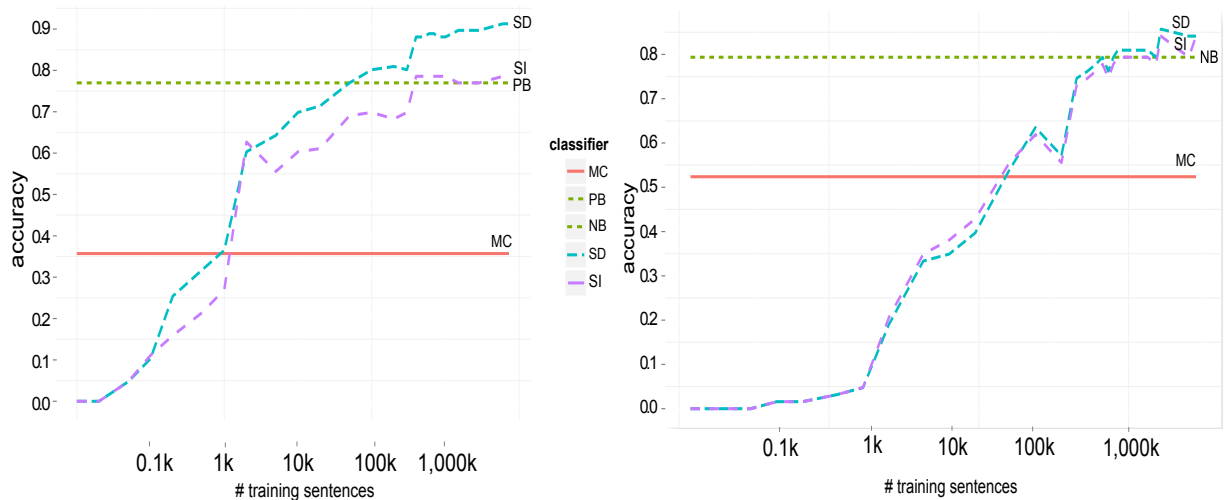 0.9
0.8
0.7
0.6
0.5
0.4
0.3
0.2
0.1
0.0
accuracy
SD
SI
PB
MC
0.1k
1k
10k
100k
1,000k
# training sentences
classifier
MC
PB
NB
SD
SI
0.8
0.7
0.6
0.5
0.4
0.3
0.2
0.1
0.0
accuracy
SD
SI
NB
MC
0.1k
1k
10k
100k
1,000k
# training sentences